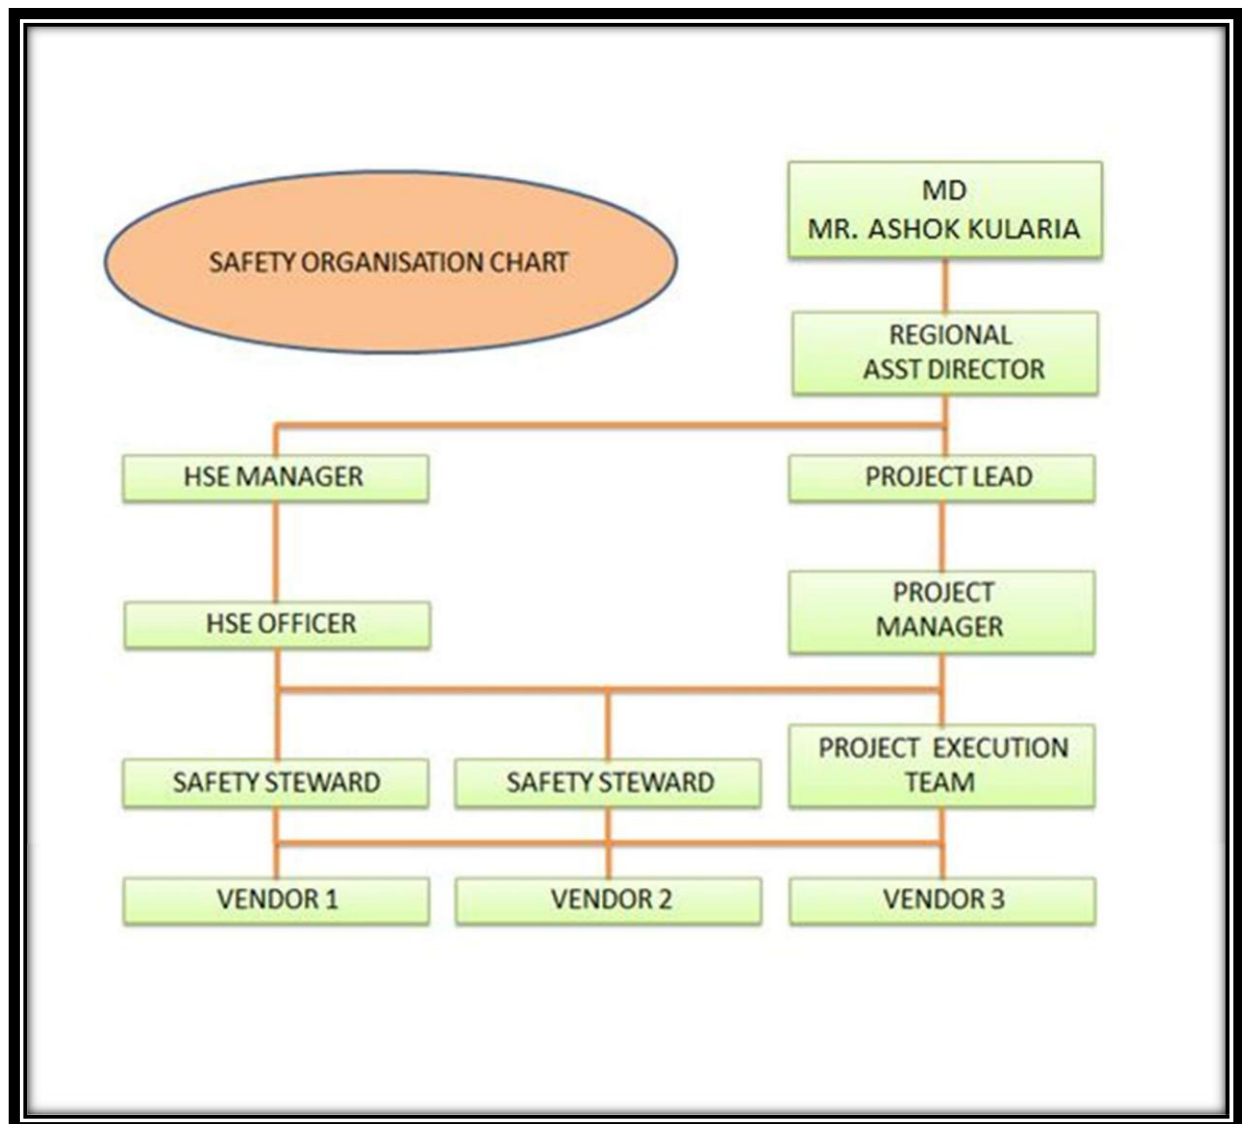 SAFETY ORGANISATION CHART
MD
MR. ASHOK KULARIA
REGIONAL
ASST DIRECTOR
HSE MANAGER
PROJECT LEAD
HSE OFFICER
PROJECT
MANAGER
SAFETY STEWARD
SAFETY STEWARD
PROJECT EXECUTION
TEAM
VENDOR 1
VENDOR 2
VENDOR 3